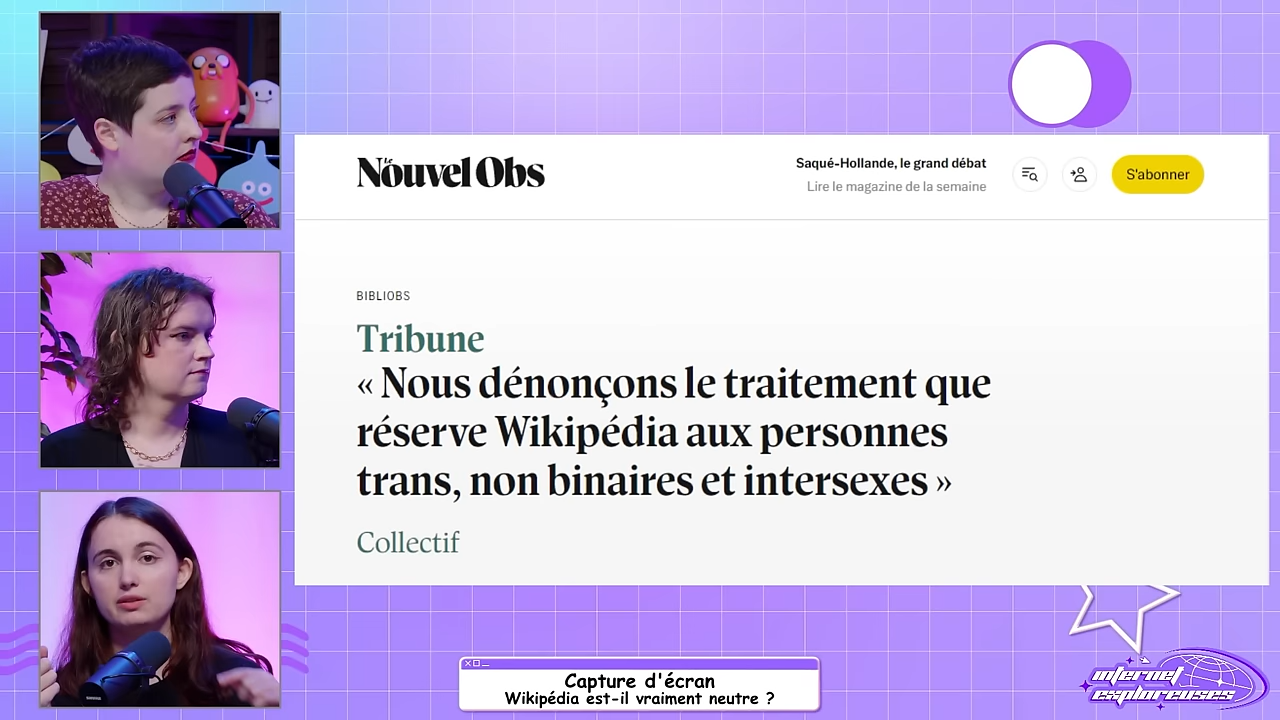 Le Nouvel Obs
Saqué-Hollande, le grand débat
Lire le magazine de la semaine
S'abonner
BIBLIOBS
Tribune
« Nous dénonçons le traitement que
réserve Wikipédia aux personnes
trans, non binaires et intersexes »
Collectif
Capture d'écran
Wikipédia est-il vraiment neutre ?
internet
exploreuses